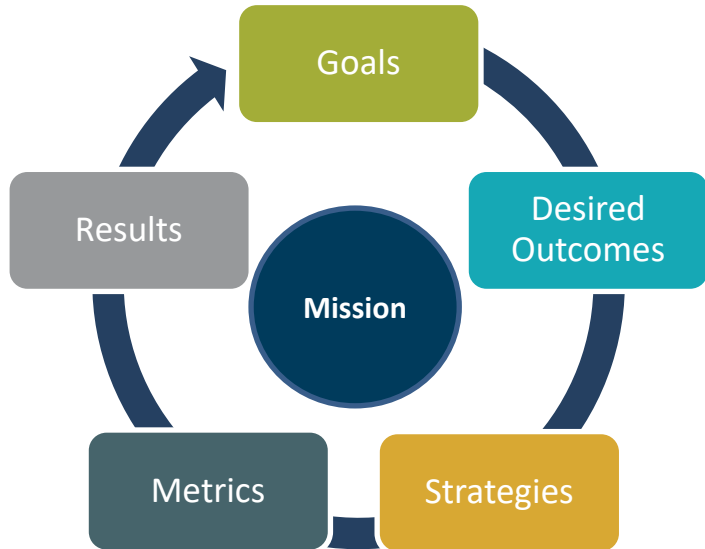 Goals
Desired
Outcomes
Results
Mission
Metrics
Strategies